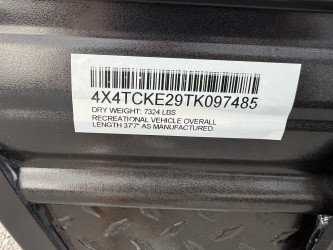 4X4TCKE29TK097485
DRY WEIGHT: 7324 LBS
RECREATIONAL VEHICLE OVERALL
LENGTH 37'7" AS MANUFACTURED.